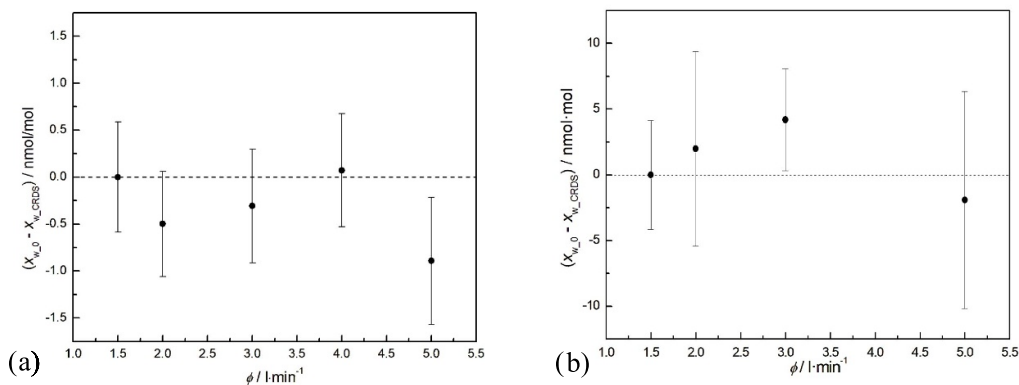 1.5
1.0
0.5
0.0
-0.5
-1.0
-1.5
(x_w_0 - x_w_CRDS) / nmol/mol
1.0 1.5 2.0 2.5 3.0 3.5 4.0 4.5 5.0 5.5
ϕ / l·min⁻¹
(a)
10
5
0
-5
-10
(x_w_0 - x_w_CRDS) / nmol·mol
1.0 1.5 2.0 2.5 3.0 3.5 4.0 4.5 5.0 5.5
ϕ / l·min⁻¹
(b)